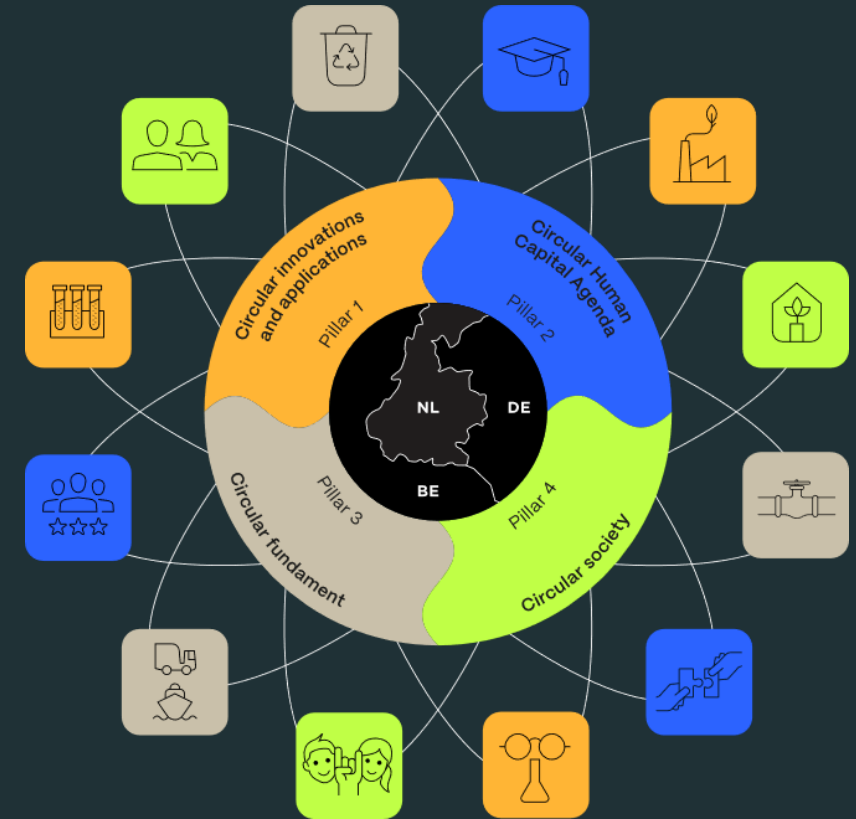 Circular innovations
and applications
Pillar 1
Circular Human
Capital Agenda
Pillar 2
NL
DE
BE
Pillar 3
Circular fundament
Pillar 4
Circular society